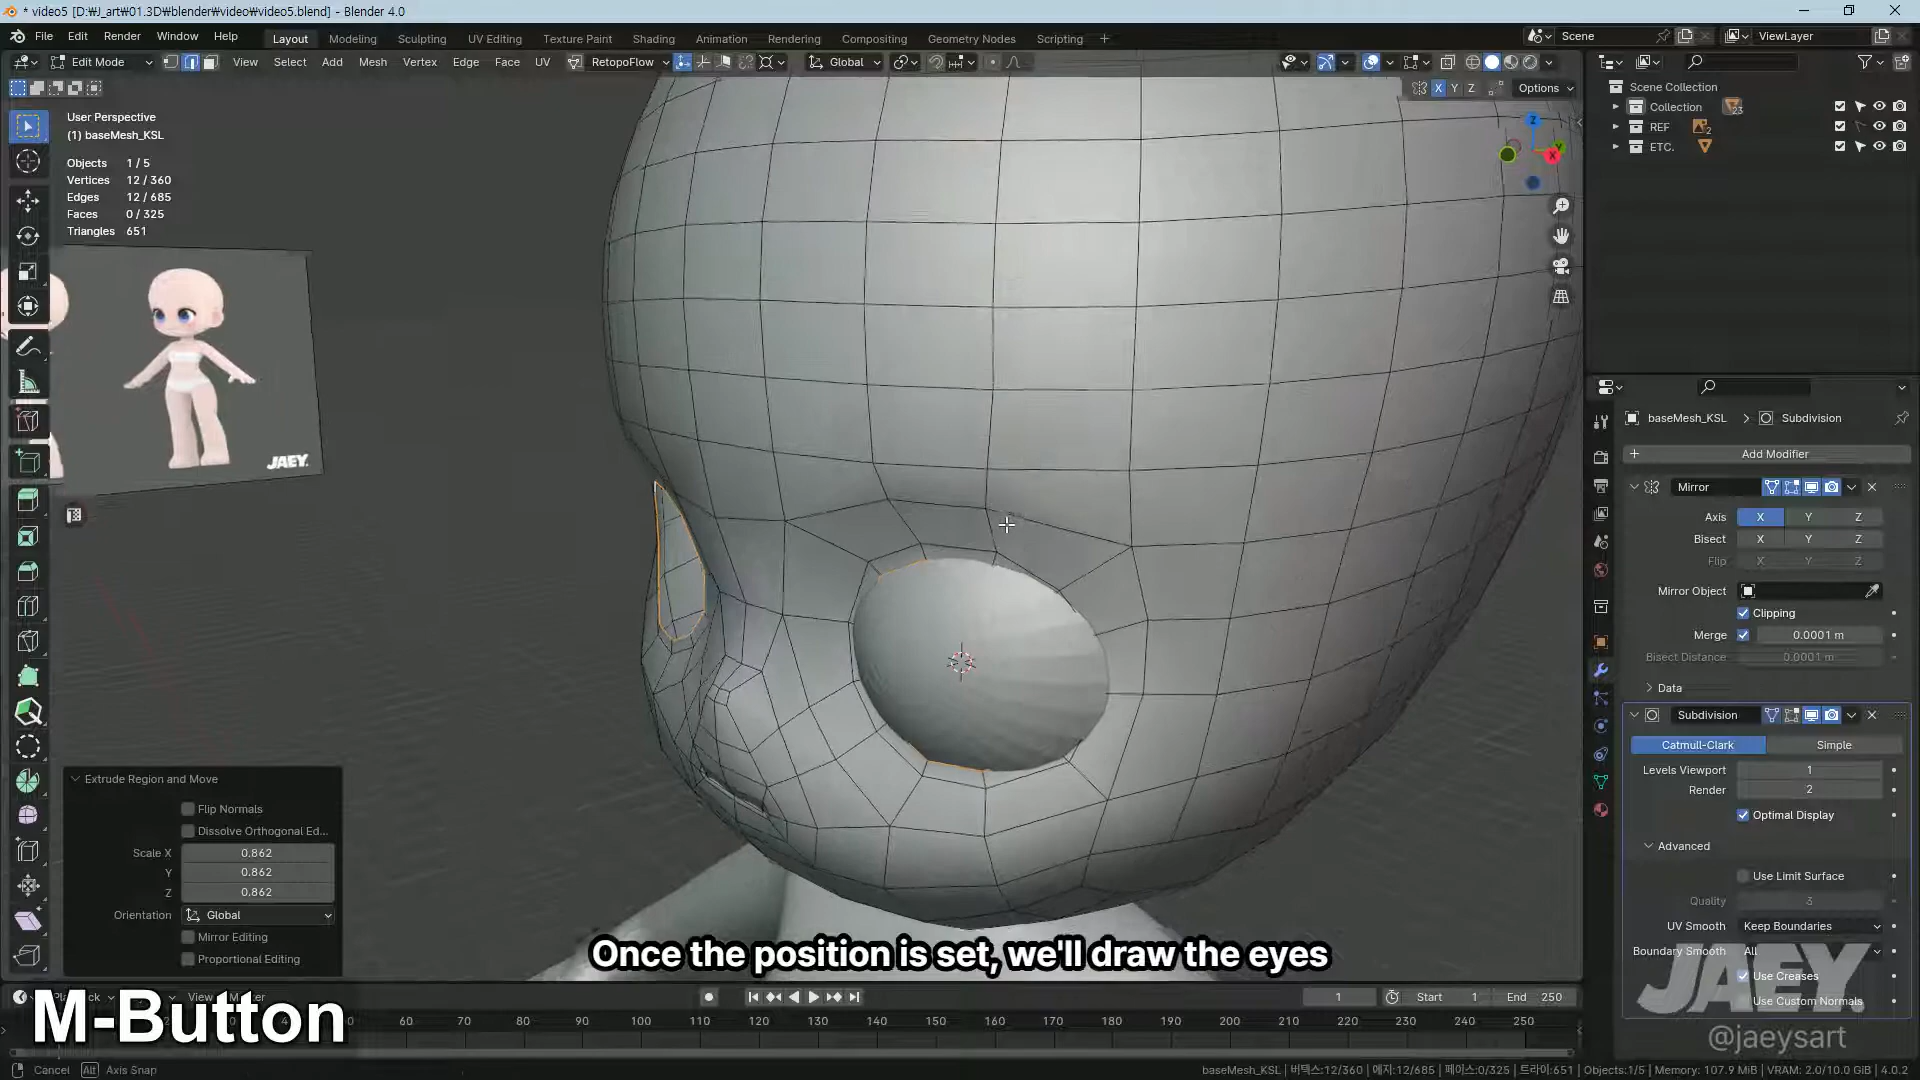 * video5 [D:₩J_art₩01.3D₩blender₩video₩video5.blend] - Blender 4.0
File Edit Render Window Help Layout Modeling Sculpting UV Editing Texture Paint Shading Animation Rendering Compositing Geometry Nodes Scripting + Scene ViewLayer
Edit Mode View Select Add Mesh Vertex Edge Face UV RetopoFlow Global
X Y Z Options
User Perspective
(1) baseMesh_KSL
Objects 1 / 5
Vertices 12 / 360
Edges 12 / 685
Faces 0 / 325
Triangles 651
Z
X
JAEY.
Scene Collection
Collection 23
REF 2
ETC.
baseMesh_KSL > Subdivision
+ Add Modifier
Mirror
Axis X Y Z
Bisect X Y Z
Flip X Y Z
Mirror Object
Clipping
Merge 0.0001 m
Bisect Distance 0.0001 m
Data
Subdivision
Catmull-Clark Simple
Levels Viewport 1
Render 2
Optimal Display
Advanced
Use Limit Surface
Quality 3
UV Smooth Keep Boundaries
Boundary Smooth All
Use Creases
Use Custom Normals
Extrude Region and Move
Flip Normals
Dissolve Orthogonal Ed...
Scale X 0.862
Y 0.862
Z 0.862
Orientation Global
Mirror Editing
Proportional Editing
Once the position is set, we'll draw the eyes
View Marker
1 Start 1 End 250
M-Button
60 70 80 90 100 110 120 130 140 150 160 170 180 190 200 210 220 230 240 250
JAEY.
@jaeysart
Cancel Alt Axis Snap
baseMesh_KSL | 버텍스:12/360 | 에지:12/685 | 페이스:0/325 | 트라이:651 | Objects:1/5 | Memory: 107.9 MiB | VRAM: 2.0/10.0 GiB | 4.0.2